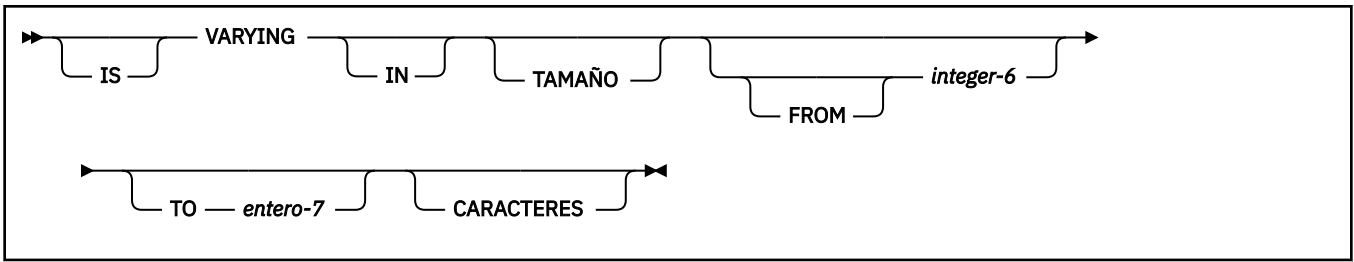 VARYING
IS IN TAMAÑO integer-6
FROM
TO entero-7 CARACTERES